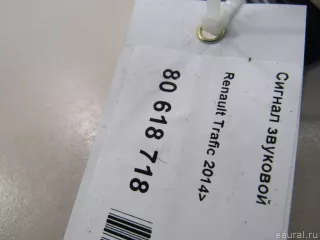 Сигнал звуковой
Renault Trafic 2014>
80 618 718
eaural.ru